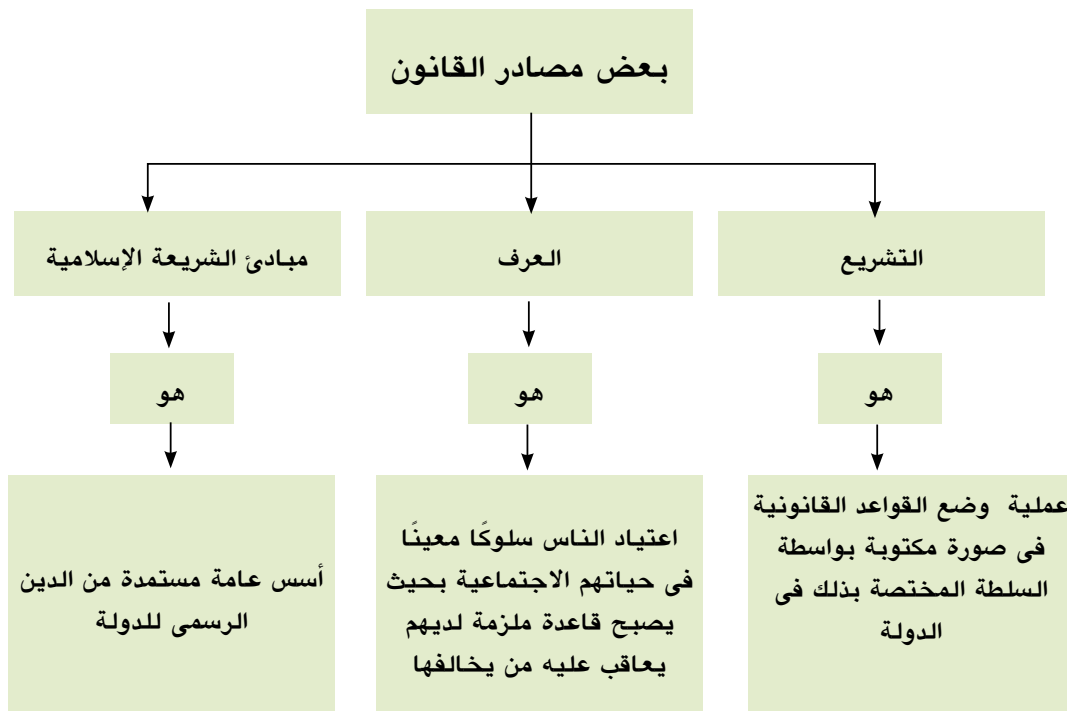 بعض مصادر القانون
التشريع
العرف
مبادئ الشريعة الإسلامية
هو
هو
هو
عملية وضع القواعد القانونية
فى صورة مكتوبة بواسطة
السلطة المختصة بذلك فى
الدولة
اعتياد الناس سلوكًا معينًا
فى حياتهم الاجتماعية بحيث
يصبح قاعدة ملزمة لديهم
يعاقب عليه من يخالفها
أسس عامة مستمدة من الدين
الرسمى للدولة